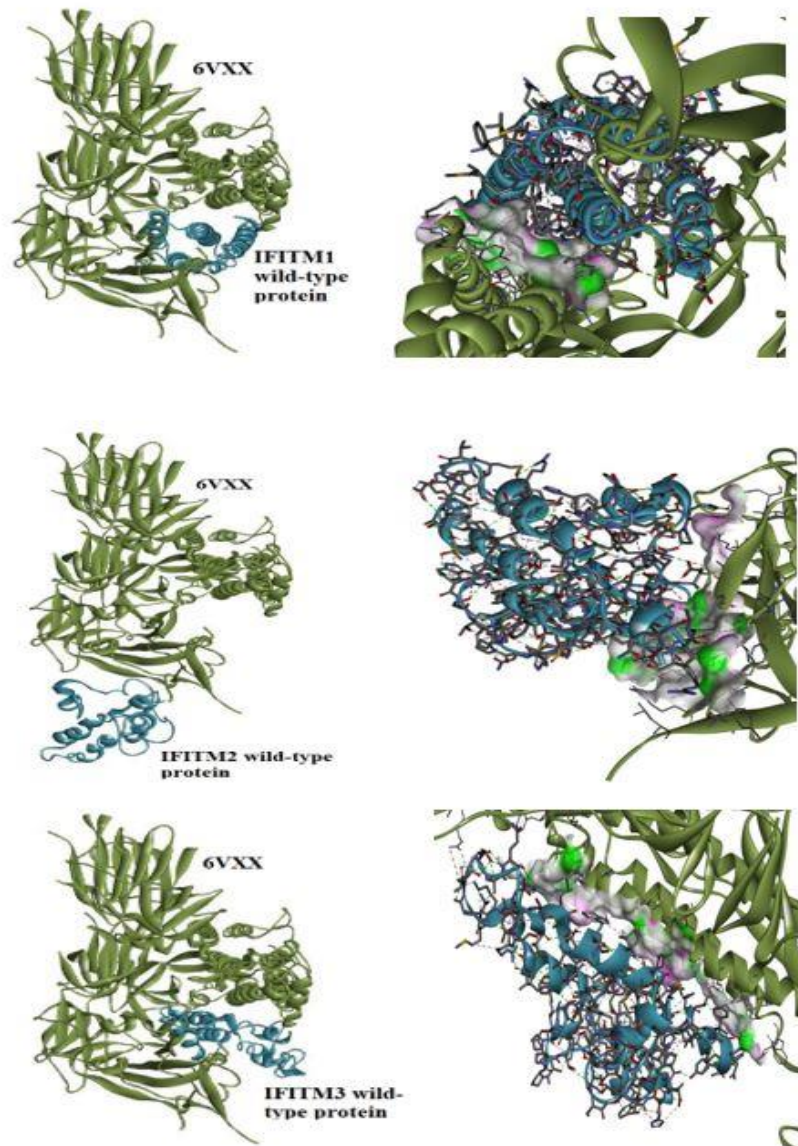 6VXX
IFITM1
wild-type
protein
6VXX
IFITM2 wild-type
protein
6VXX
IFITM3 wild-
type protein